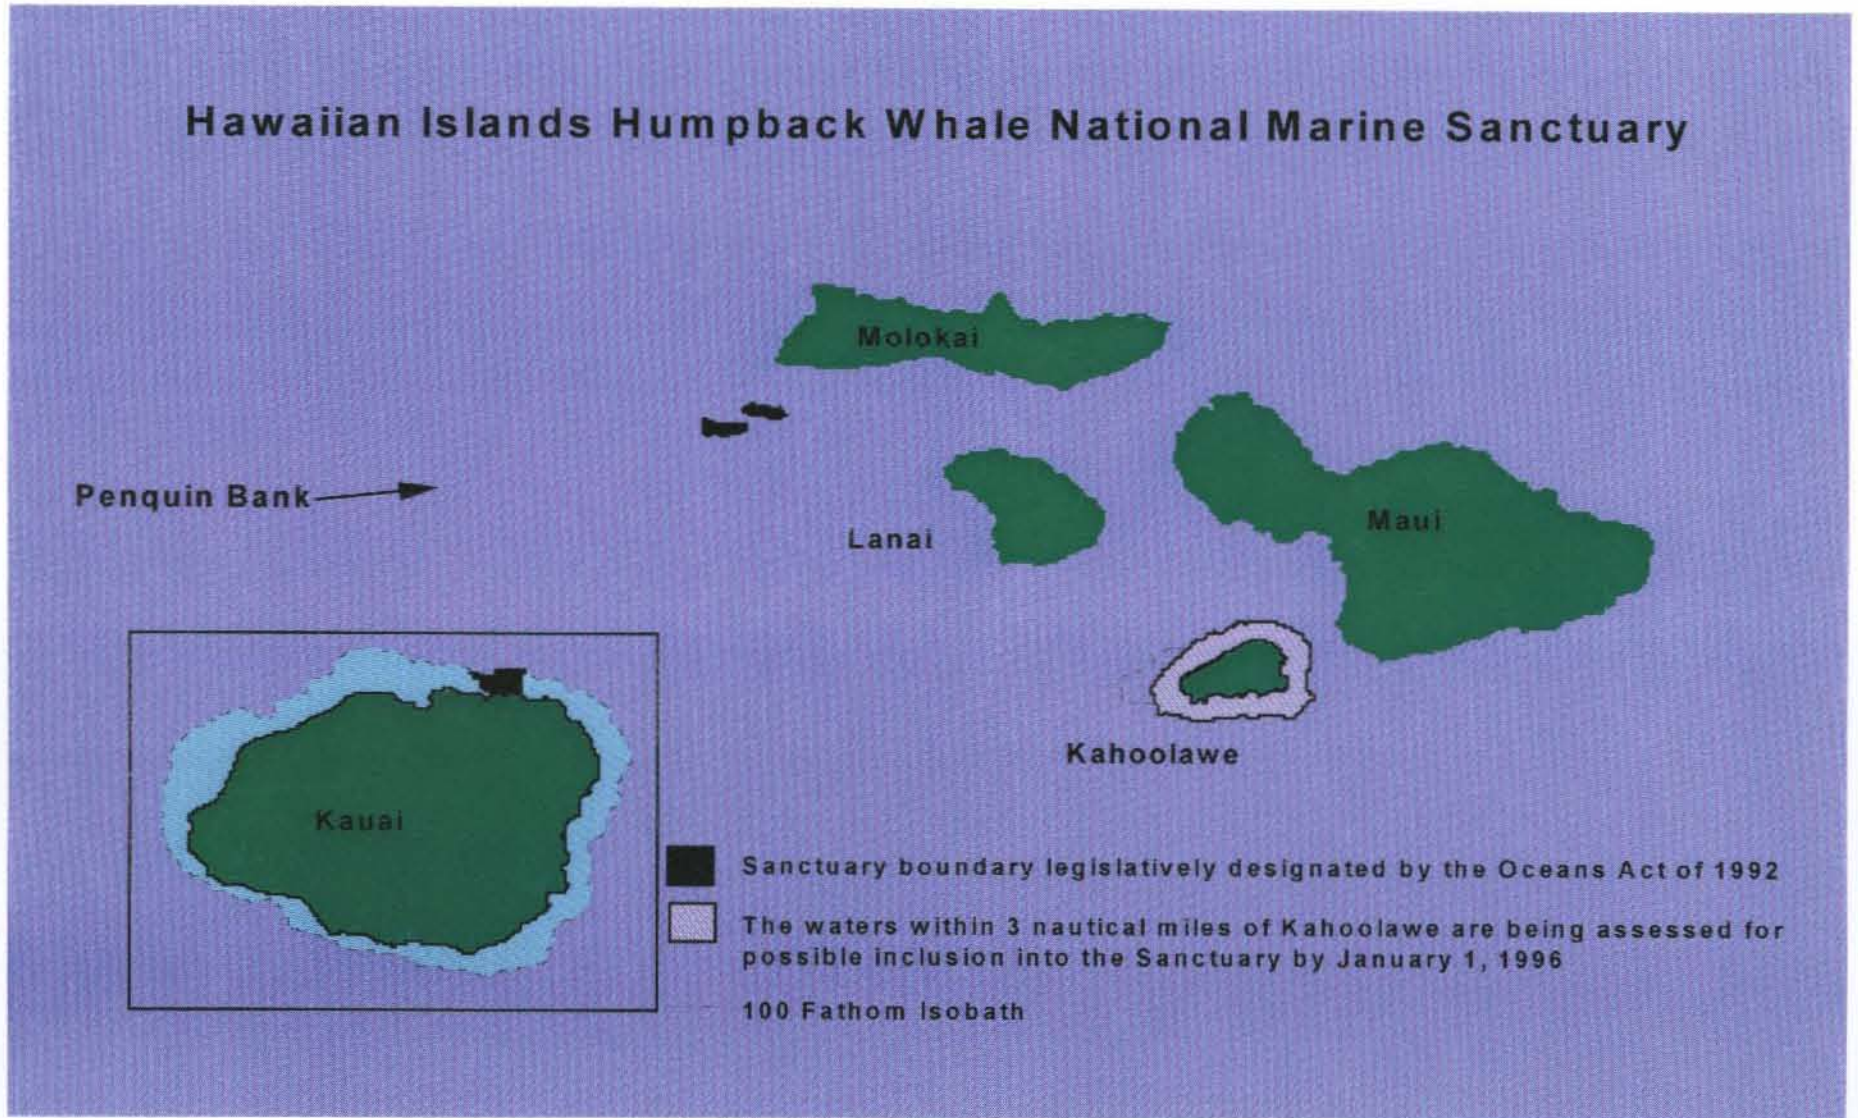 Hawaiian Islands Humpback Whale National Marine Sanctuary
Molokai
Penquin Bank
Lanai
Maui
Kahoolawe
Kauai
Sanctuary boundary legislatively designated by the Oceans Act of 1992
The waters within 3 nautical miles of Kahoolawe are being assessed for
possible inclusion into the Sanctuary by January 1, 1996
100 Fathom Isobath